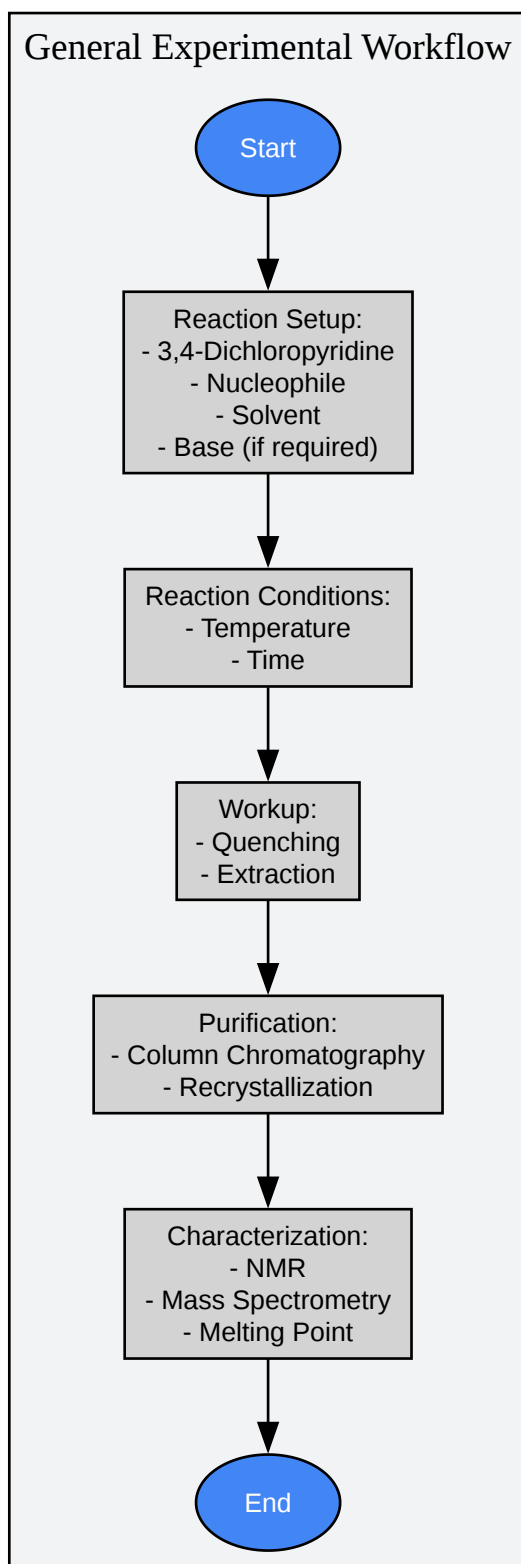 General Experimental Workflow
Start
Reaction Setup:
- 3,4-Dichloropyridine
- Nucleophile
- Solvent
- Base (if required)
Reaction Conditions:
- Temperature
- Time
Workup:
- Quenching
- Extraction
Purification:
- Column Chromatography
- Recrystallization
Characterization:
- NMR
- Mass Spectrometry
- Melting Point
End